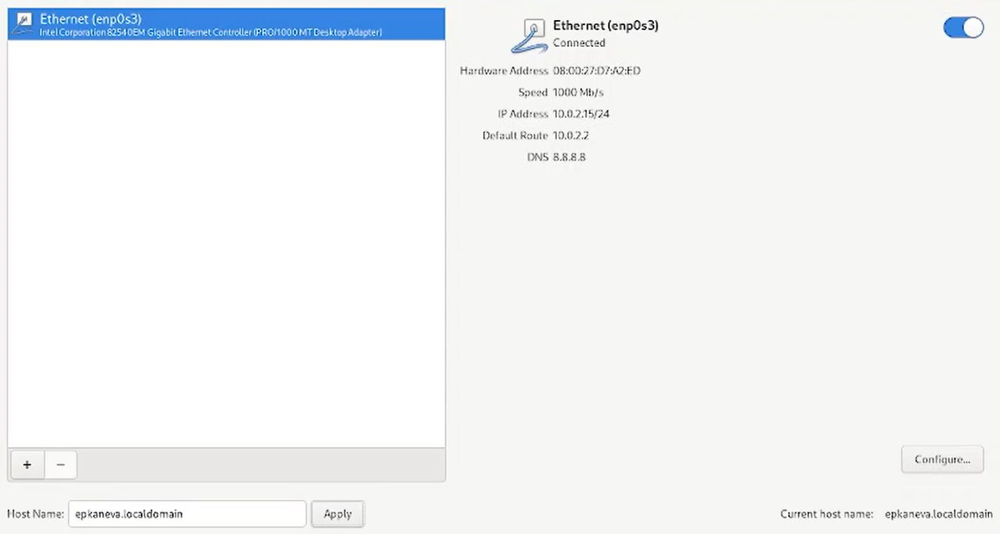 Ethernet (enp0s3)
Intel Corporation 82540EM Gigabit Ethernet Controller (PRO/1000 MT Desktop Adapter)
Ethernet (enp0s3)
Connected
Hardware Address 08:00:27:D7:A2:ED
Speed 1000 Mb/s
IP Address 10.0.2.15/24
Default Route 10.0.2.2
DNS 8.8.8.8
+ −
Configure...
Host Name: epkaneva.localdomain Apply Current host name: epkaneva.localdomain